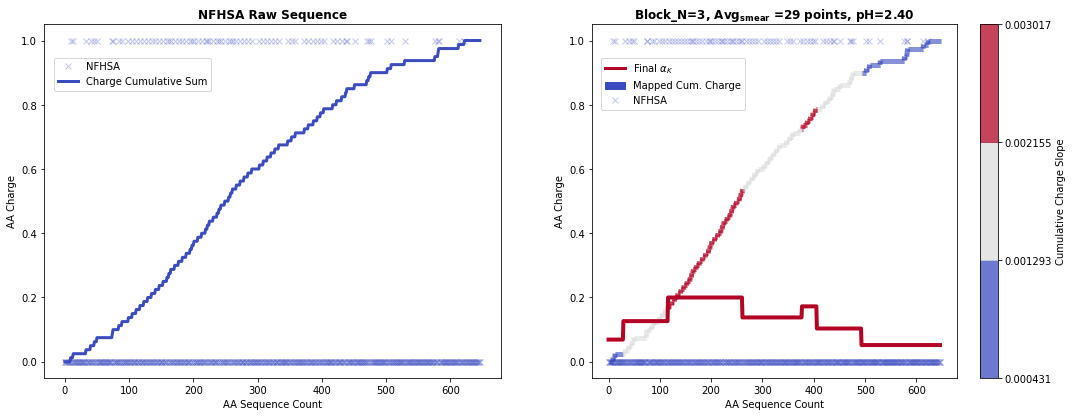 NFHSA Raw Sequence
AA Charge
1.0
0.8
0.6
0.4
0.2
0.0
NFHSA
Charge Cumulative Sum
0
100
200
300
400
500
600
AA Sequence Count
Block_N=3, Avg_smear =29 points, pH=2.40
AA Charge
1.0
0.8
0.6
0.4
0.2
0.0
Final α_K
Mapped Cum. Charge
NFHSA
0
100
200
300
400
500
600
AA Sequence Count
0.003017
0.002155
0.001293
0.000431
Cumulative Charge Slope